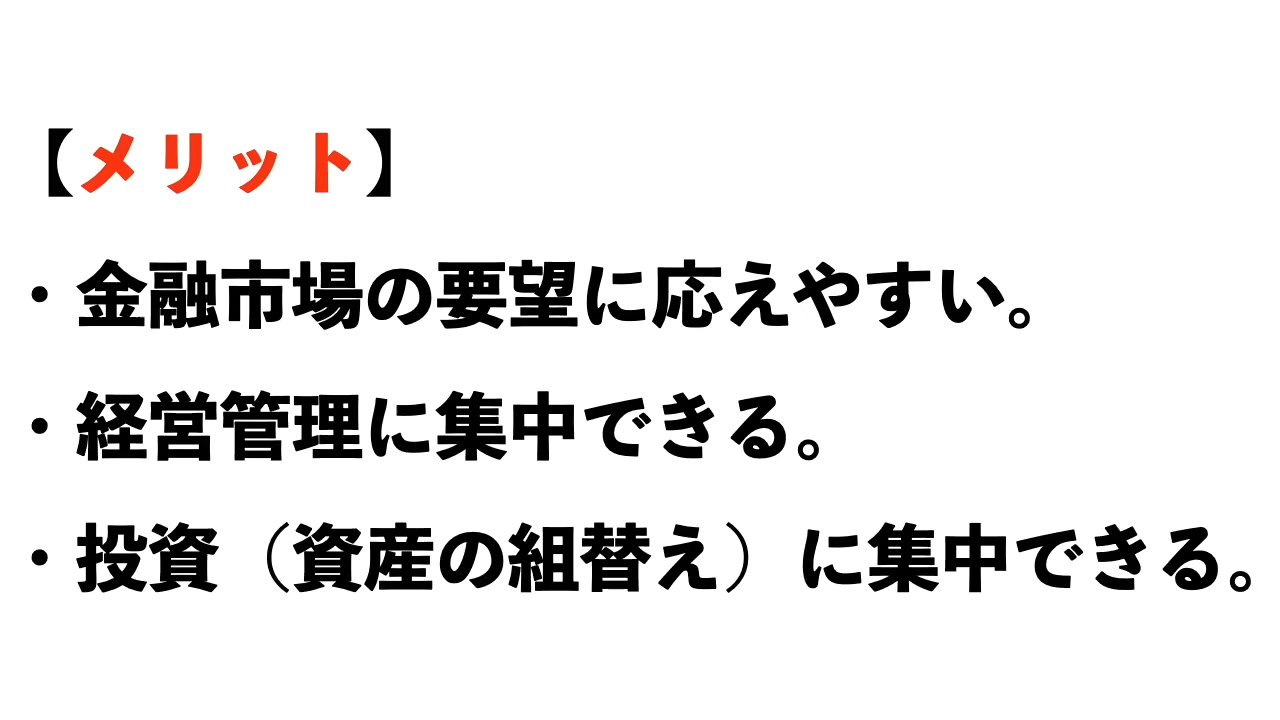 【メリット】
・金融市場の要望に応えやすい。
・経営管理に集中できる。
・投資（資産の組替え）に集中できる。